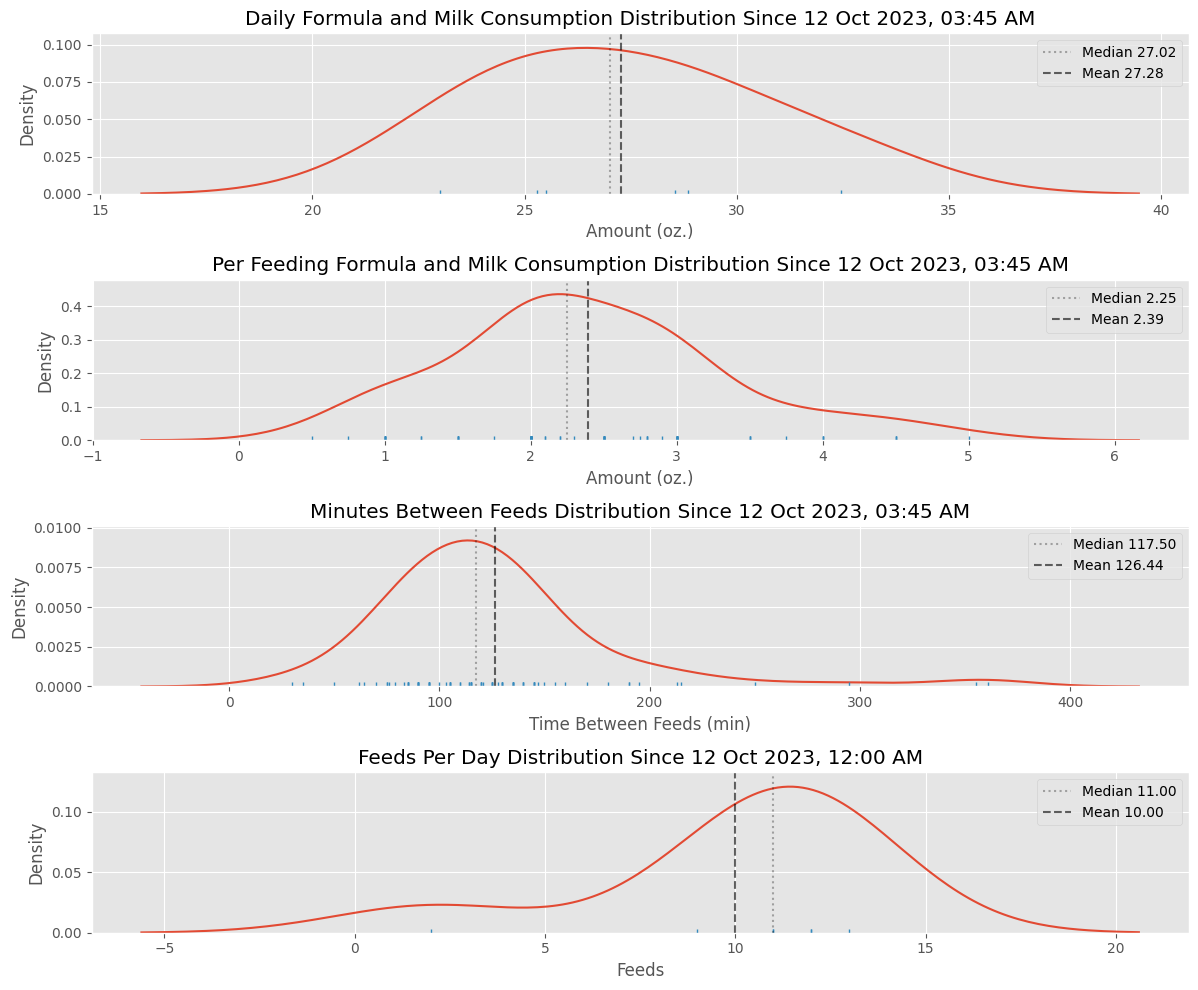 Daily Formula and Milk Consumption Distribution Since 12 Oct 2023, 03:45 AM
Density
0.100
0.075
0.050
0.025
0.000
Median 27.02
Mean 27.28
15 20 25 30 35 40
Amount (oz.)
Per Feeding Formula and Milk Consumption Distribution Since 12 Oct 2023, 03:45 AM
Density
0.4
0.3
0.2
0.1
0.0
Median 2.25
Mean 2.39
−1 0 1 2 3 4 5 6
Amount (oz.)
Minutes Between Feeds Distribution Since 12 Oct 2023, 03:45 AM
Density
0.0100
0.0075
0.0050
0.0025
0.0000
Median 117.50
Mean 126.44
0 100 200 300 400
Time Between Feeds (min)
Feeds Per Day Distribution Since 12 Oct 2023, 12:00 AM
Density
0.10
0.05
0.00
Median 11.00
Mean 10.00
−5 0 5 10 15 20
Feeds